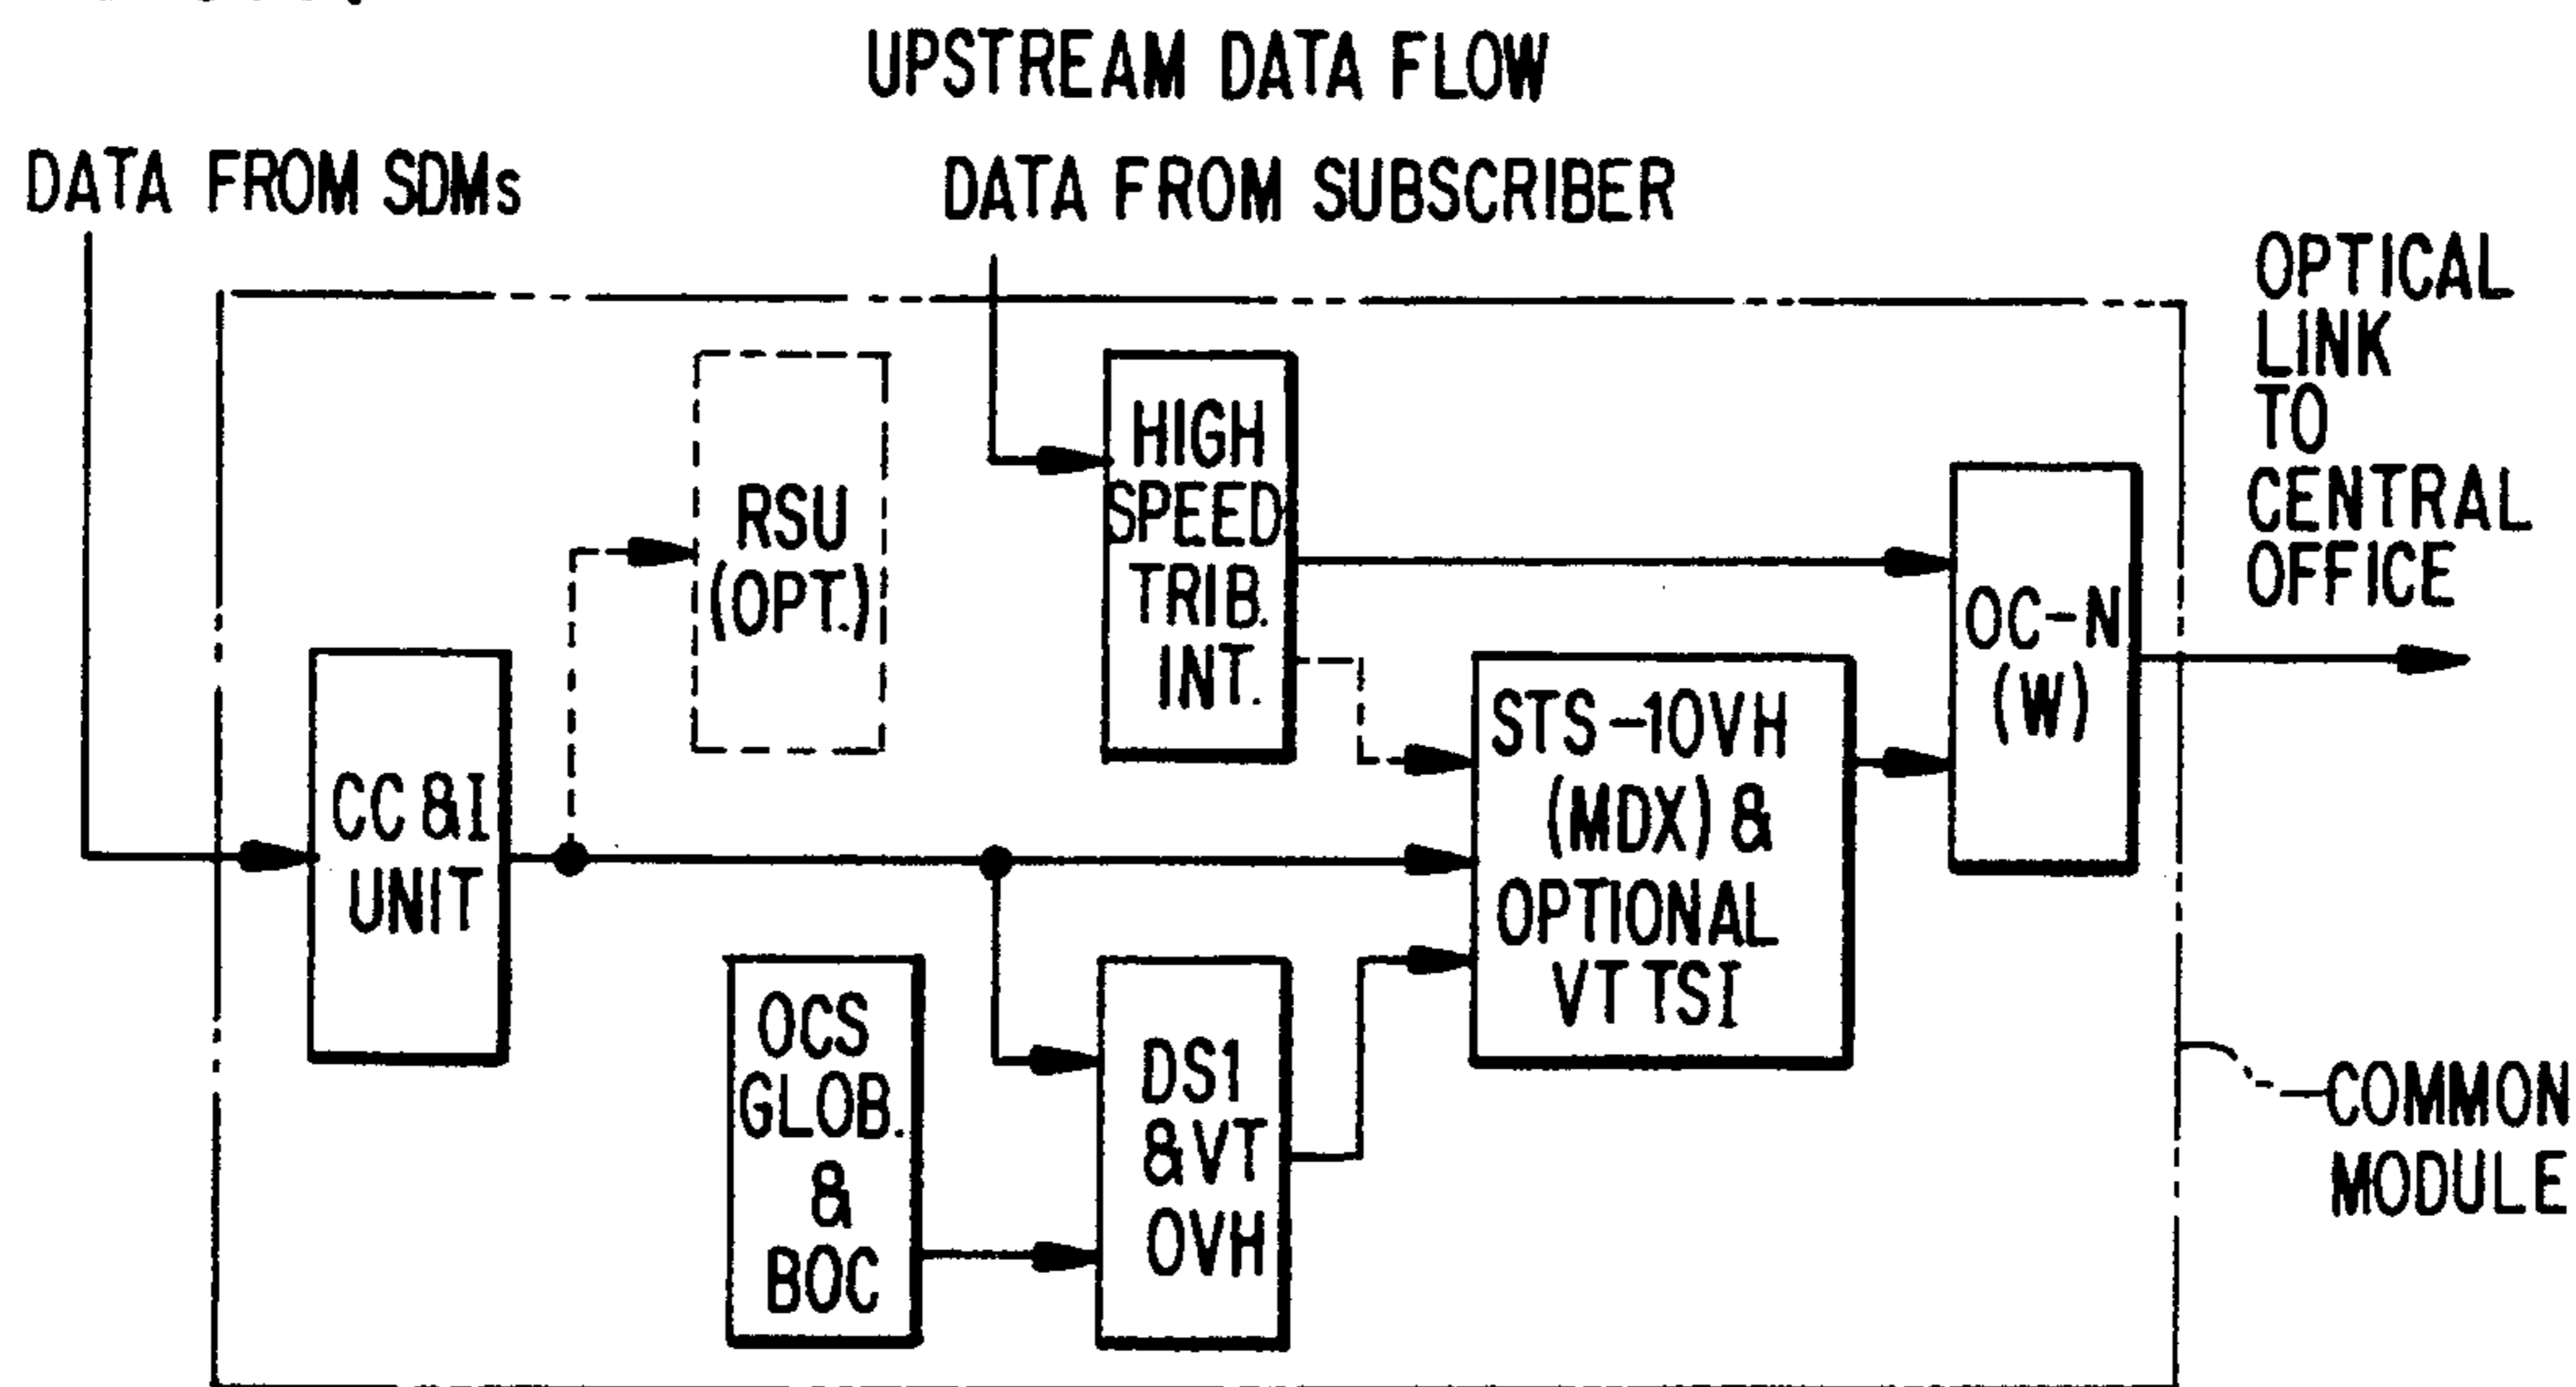 UPSTREAM DATA FLOW
DATA FROM SDMs
DATA FROM SUBSCRIBER
OPTICAL
LINK
TO
CENTRAL
OFFICE
HIGH
SPEED
TRIB.
INT.
RSU
(OPT.)
OC-N
(W)
STS-1OVH
(MDX) &
OPTIONAL
VT TSI
CC &I
UNIT
OCS
GLOB.
&
BOC
DS1
& VT
OVH
COMMON
MODULE